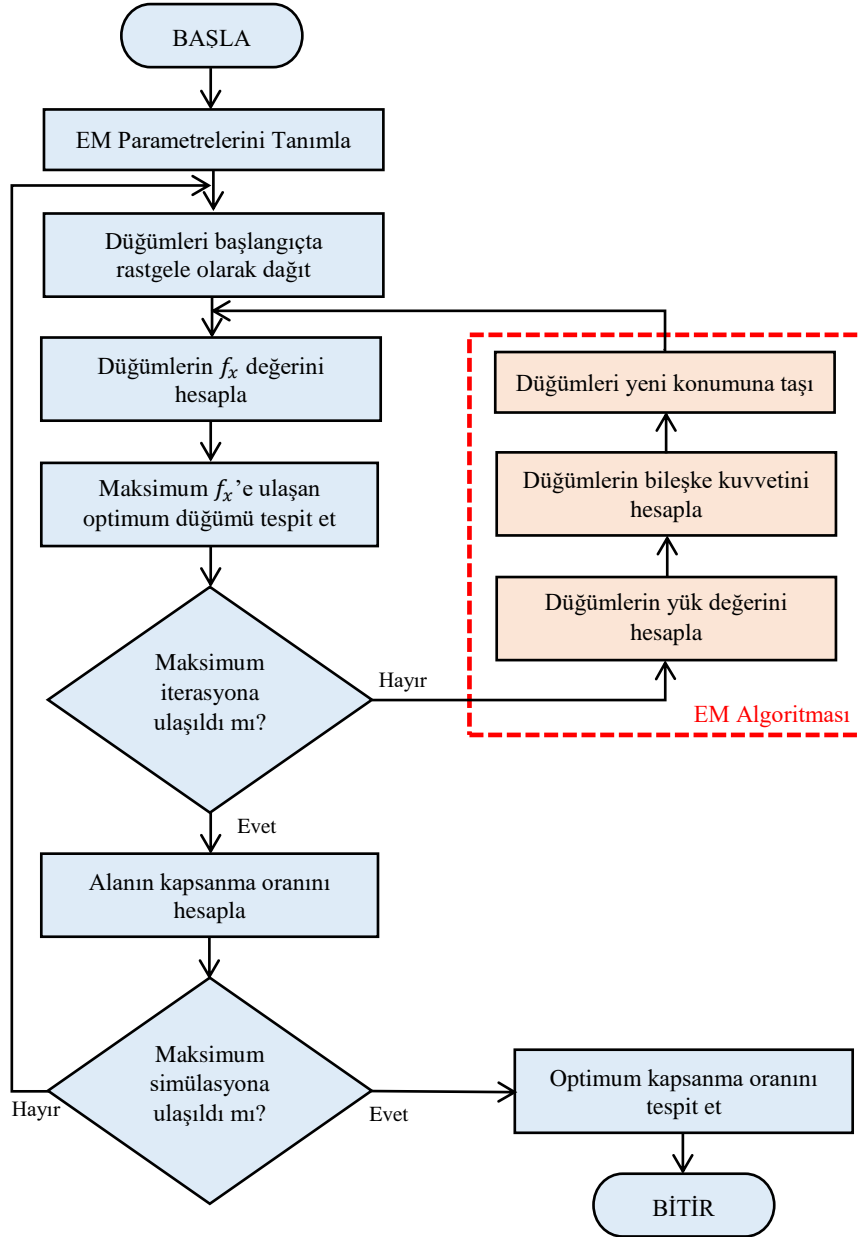 BAŞLA
EM Parametrelerini Tanımla
Düğümleri başlangıçta
rastgele olarak dağıt
Düğümlerin fₓ değerini
hesapla
Maksimum fₓ’e ulaşan
optimum düğümü tespit et
Maksimum
iterasyona
ulaşıldı mı?
Hayır
Düğümleri yeni konumuna taşı
Düğümlerin bileşke kuvvetini
hesapla
Düğümlerin yük değerini
hesapla
EM Algoritması
Evet
Alanın kapsanma oranını
hesapla
Maksimum
simülasyona
ulaşıldı mı?
Hayır
Evet
Optimum kapsanma oranını
tespit et
BİTİR